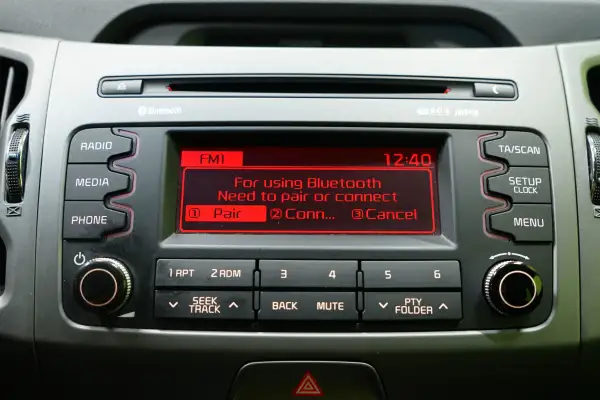 Bluetooth
RADIO
MEDIA
PHONE
FM1 12:40
For using Bluetooth
Need to pair or connect
① Pair ② Conn... ③ Cancel
TA/SCAN
SETUP
CLOCK
MENU
1 APT 2 RDM 3 4 5 6
SEEK
TRACK
BACK MUTE
PTY
FOLDER